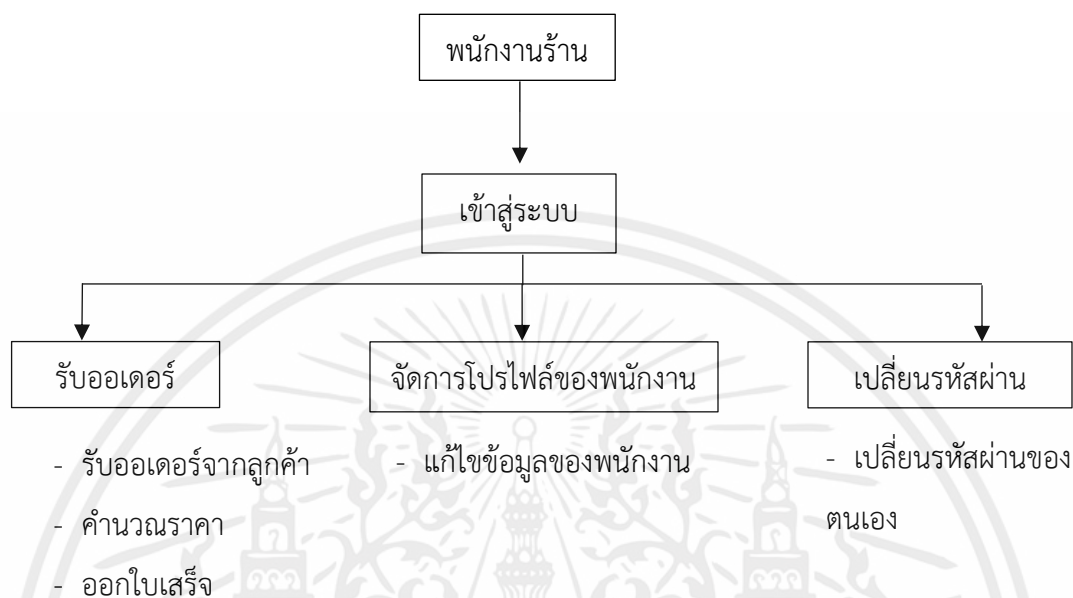 พนักงานร้าน
เข้าสู่ระบบ
รับออเดอร์
จัดการโปรไฟล์ของพนักงาน
เปลี่ยนรหัสผ่าน
- รับออเดอร์จากลูกค้า
- คำนวณราคา
- ออกใบเสร็จ
- แก้ไขข้อมูลของพนักงาน
- เปลี่ยนรหัสผ่านของ
ตนเอง